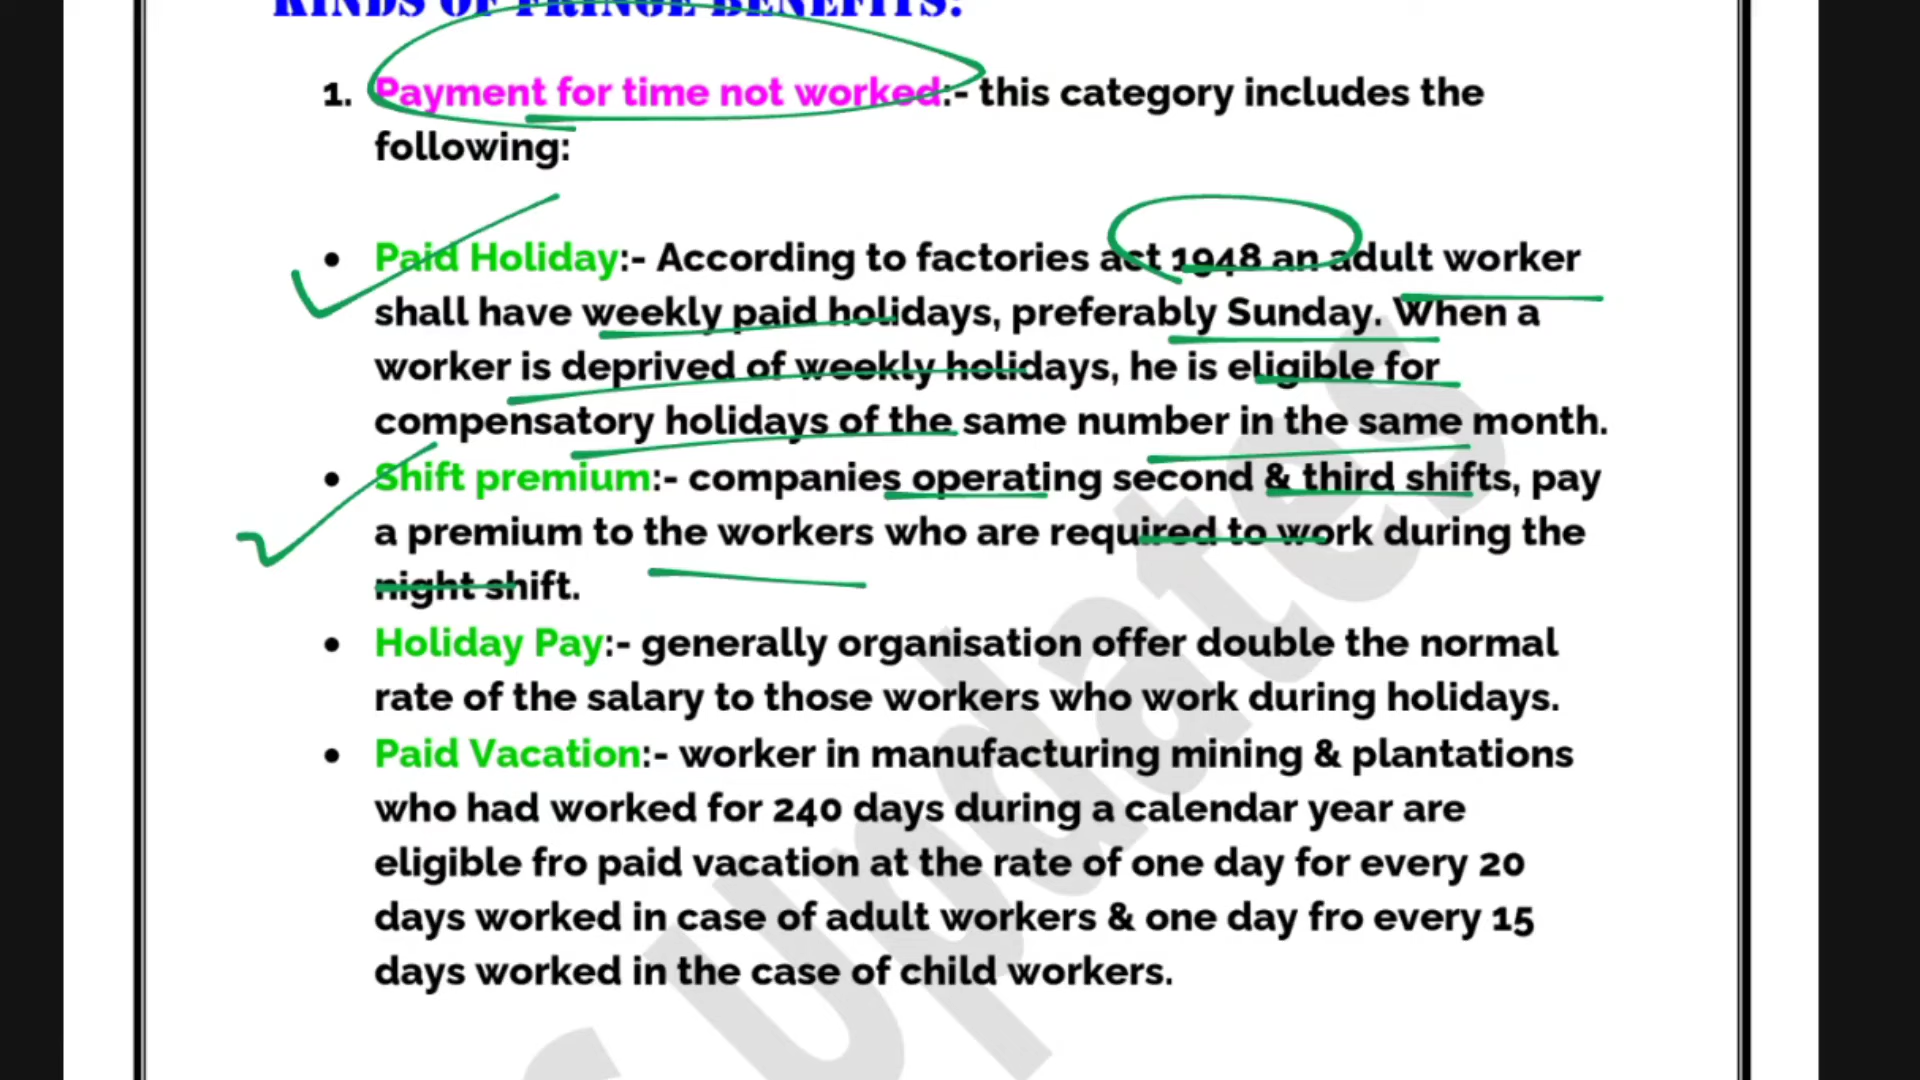 KINDS OF FRINGE BENEFITS:
1. Payment for time not worked:- this category includes the
following:
• Paid Holiday:- According to factories act 1948 an adult worker
shall have weekly paid holidays, preferably Sunday. When a
worker is deprived of weekly holidays, he is eligible for
compensatory holidays of the same number in the same month.
• Shift premium:- companies operating second & third shifts, pay
a premium to the workers who are required to work during the
night shift.
• Holiday Pay:- generally organisation offer double the normal
rate of the salary to those workers who work during holidays.
• Paid Vacation:- worker in manufacturing mining & plantations
who had worked for 240 days during a calendar year are
eligible fro paid vacation at the rate of one day for every 20
days worked in case of adult workers & one day fro every 15
days worked in the case of child workers.
Updates